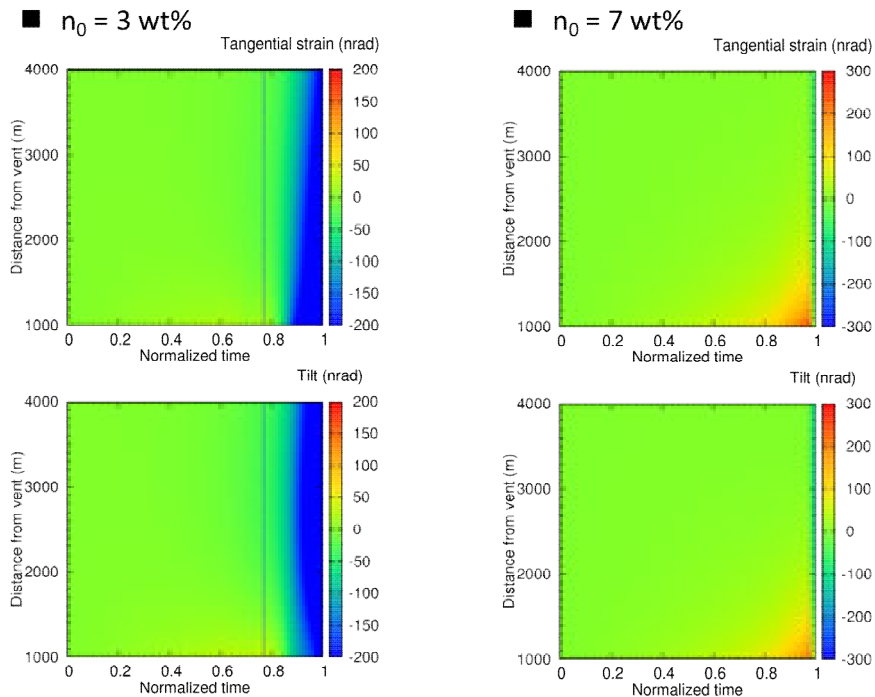 ■ n₀ = 3 wt%
Tangential strain (nrad)
4000
3000
2000
1000
Distance from vent (m)
0 0.2 0.4 0.6 0.8 1
Normalized time
200
150
100
50
0
-50
-100
-150
-200
■ n₀ = 7 wt%
Tangential strain (nrad)
4000
3000
2000
1000
Distance from vent (m)
0 0.2 0.4 0.6 0.8 1
Normalized time
300
200
100
0
-100
-200
-300
Tilt (nrad)
4000
3000
2000
1000
Distance from vent (m)
0 0.2 0.4 0.6 0.8 1
Normalized time
200
150
100
50
0
-50
-100
-150
-200
Tilt (nrad)
4000
3000
2000
1000
Distance from vent (m)
0 0.2 0.4 0.6 0.8 1
Normalized time
300
200
100
0
-100
-200
-300